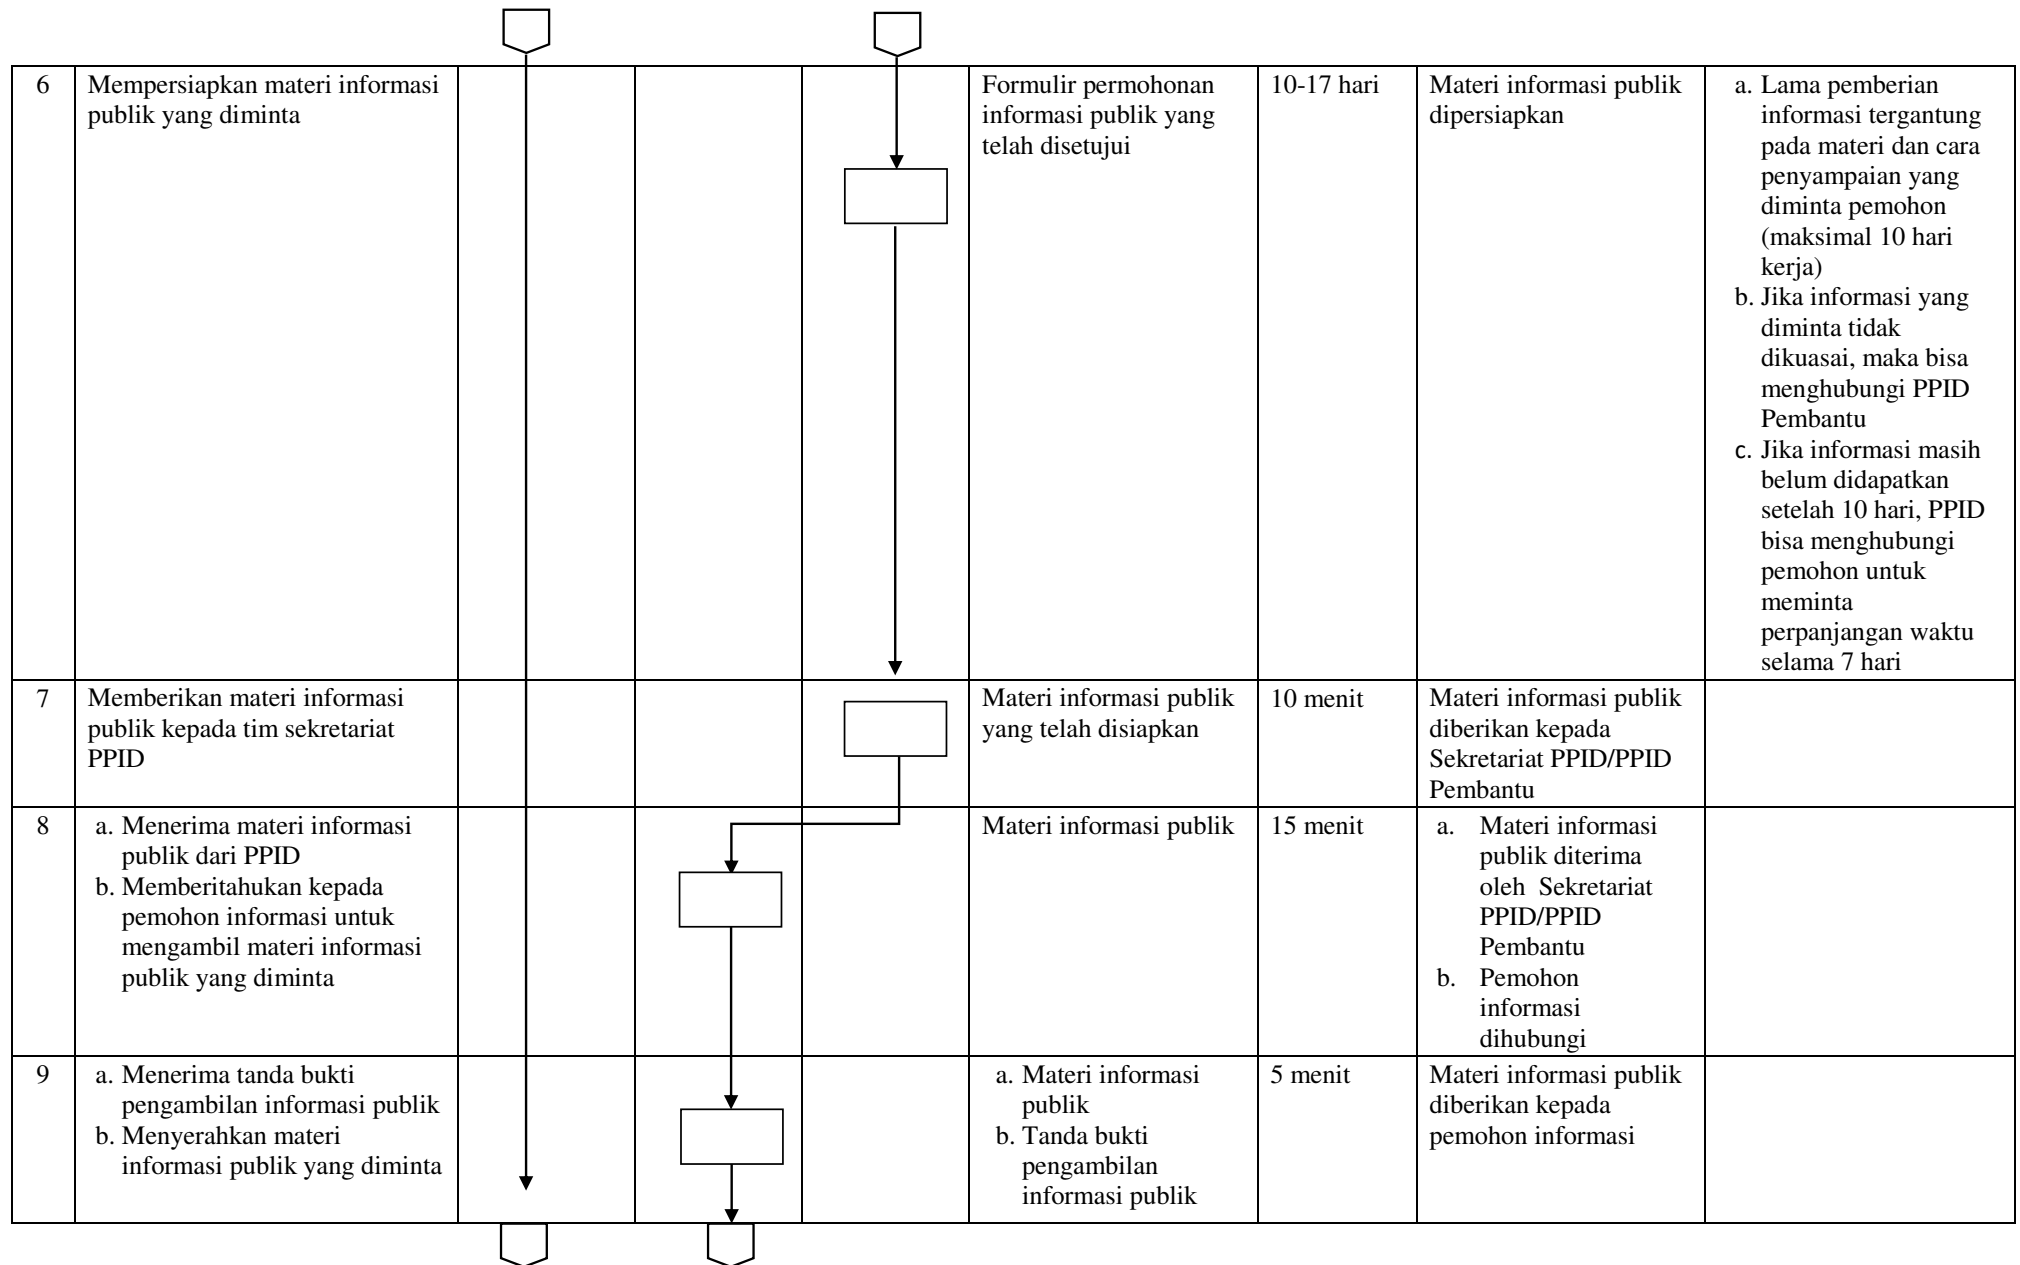 6
Mempersiapkan materi informasi
publik yang diminta
Formulir permohonan
informasi publik yang
telah disetujui
10-17 hari
Materi informasi publik
dipersiapkan
a. Lama pemberian
informasi tergantung
pada materi dan cara
penyampaian yang
diminta pemohon
(maksimal 10 hari
kerja)
b. Jika informasi yang
diminta tidak
dikuasai, maka bisa
menghubungi PPID
Pembantu
c. Jika informasi masih
belum didapatkan
setelah 10 hari, PPID
bisa menghubungi
pemohon untuk
meminta
perpanjangan waktu
selama 7 hari
7
Memberikan materi informasi
publik kepada tim sekretariat
PPID
Materi informasi publik
yang telah disiapkan
10 menit
Materi informasi publik
diberikan kepada
Sekretariat PPID/PPID
Pembantu
8
a. Menerima materi informasi
publik dari PPID
b. Memberitahukan kepada
pemohon informasi untuk
mengambil materi informasi
publik yang diminta
Materi informasi publik
15 menit
a. Materi informasi
publik diterima
oleh Sekretariat
PPID/PPID
Pembantu
b. Pemohon
informasi
dihubungi
9
a. Menerima tanda bukti
pengambilan informasi publik
b. Menyerahkan materi
informasi publik yang diminta
a. Materi informasi
publik
b. Tanda bukti
pengambilan
informasi publik
5 menit
Materi informasi publik
diberikan kepada
pemohon informasi